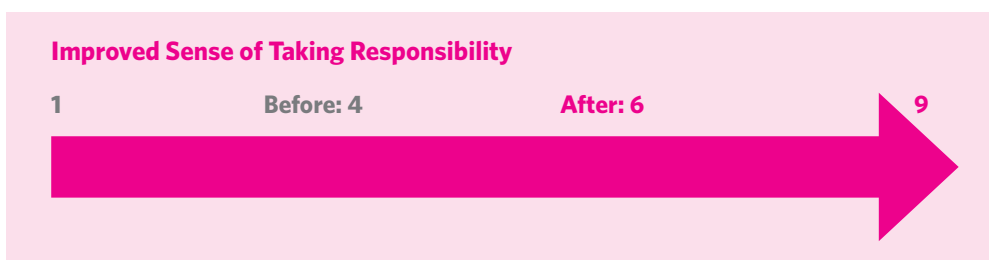 Improved Sense of Taking Responsibility
1 Before: 4 After: 6 9